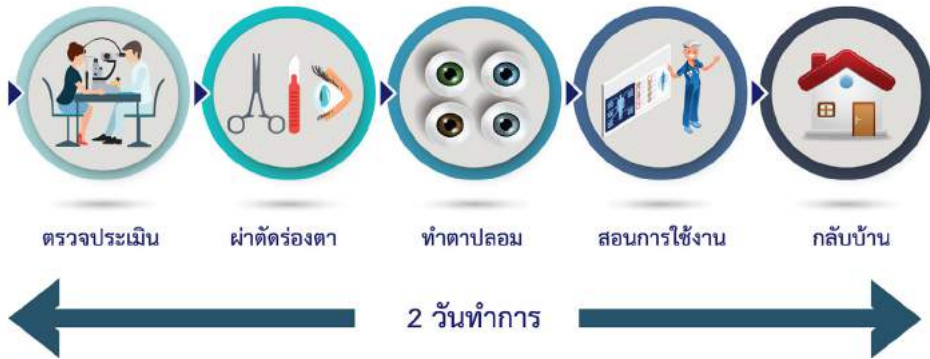 ตรวจประเมิน
ผ่าตัดร่องตา
ทำตาปลอม
สอนการใช้งาน
กลับบ้าน
2 วันทำการ